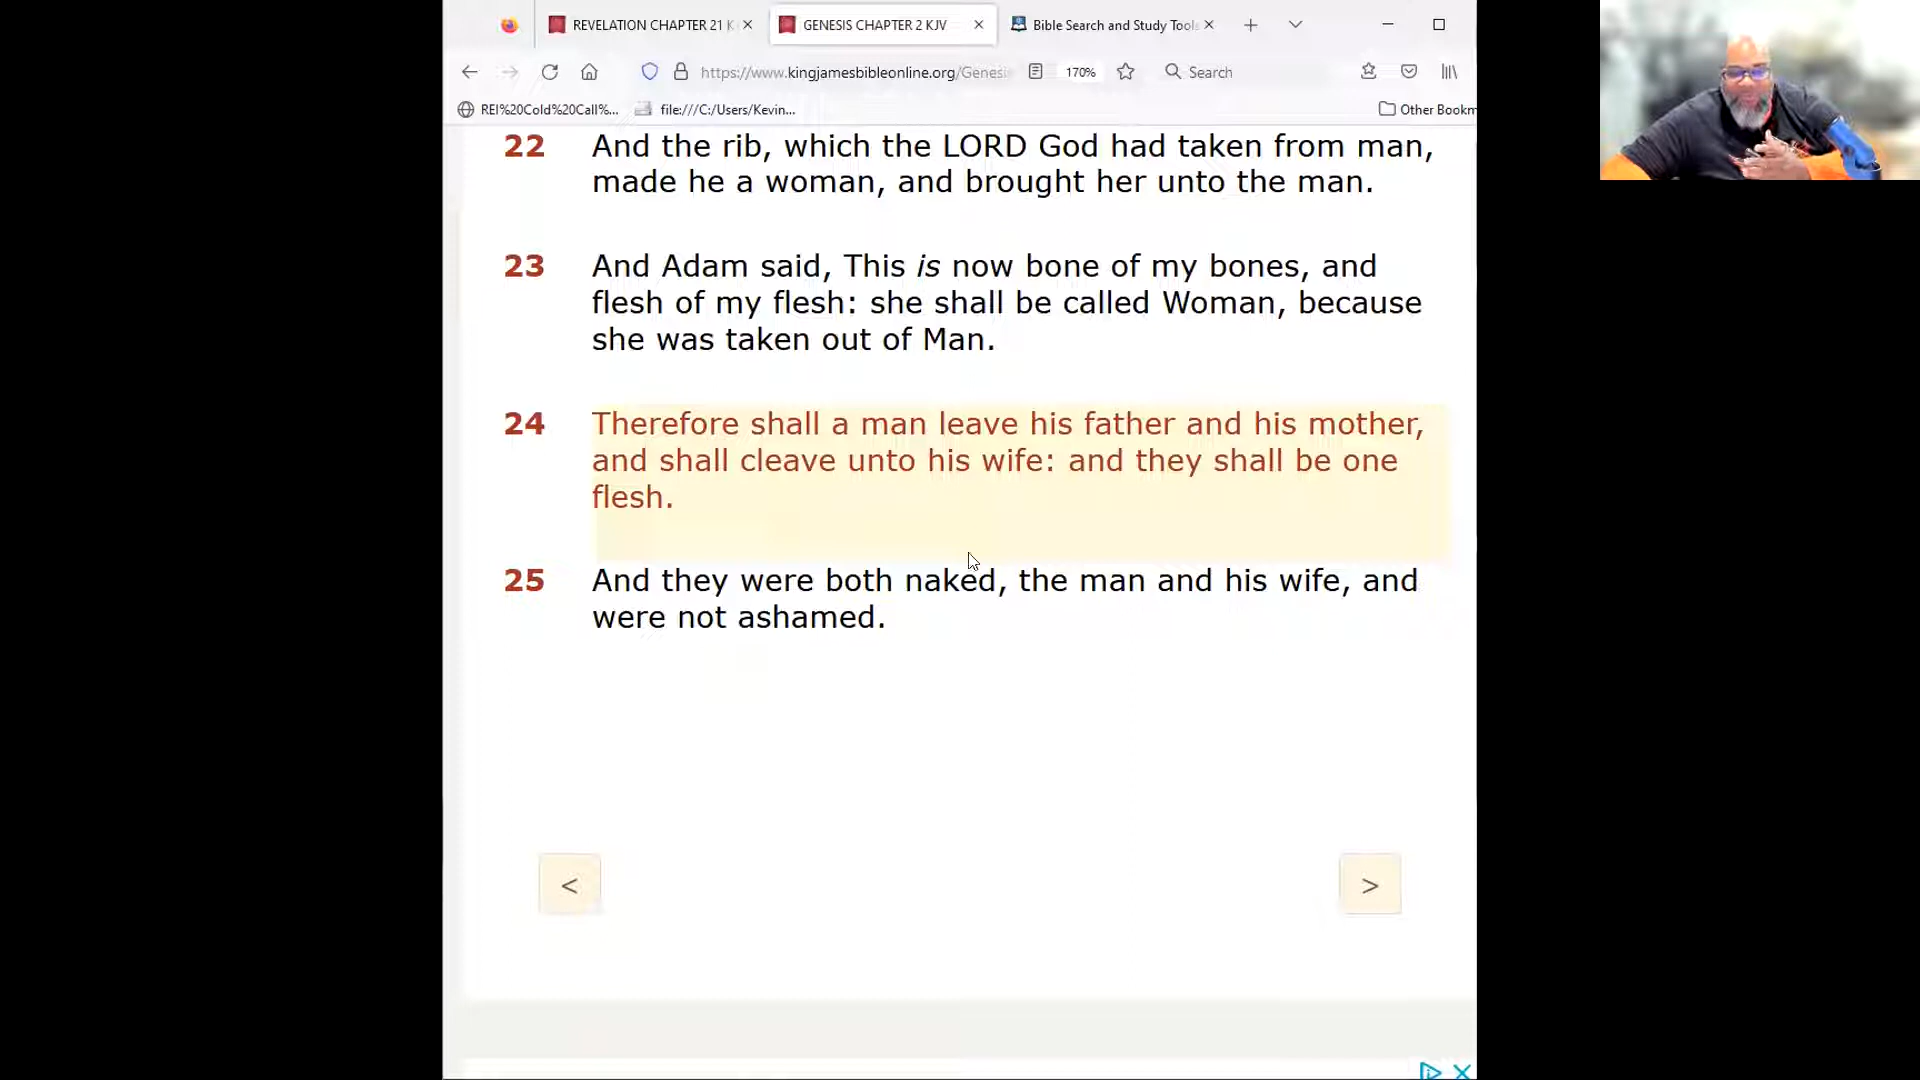 REVELATION CHAPTER 21 K
GENESIS CHAPTER 2 KJV
Bible Search and Study Tools
https://www.kingjamesbibleonline.org/Genesi
170%
Search
REI%20Cold%20Call%...
file:///C:/Users/Kevin...
Other Bookm
22 And the rib, which the LORD God had taken from man,
made he a woman, and brought her unto the man.
23 And Adam said, This is now bone of my bones, and
flesh of my flesh: she shall be called Woman, because
she was taken out of Man.
24 Therefore shall a man leave his father and his mother,
and shall cleave unto his wife: and they shall be one
flesh.
25 And they were both naked, the man and his wife, and
were not ashamed.
< >